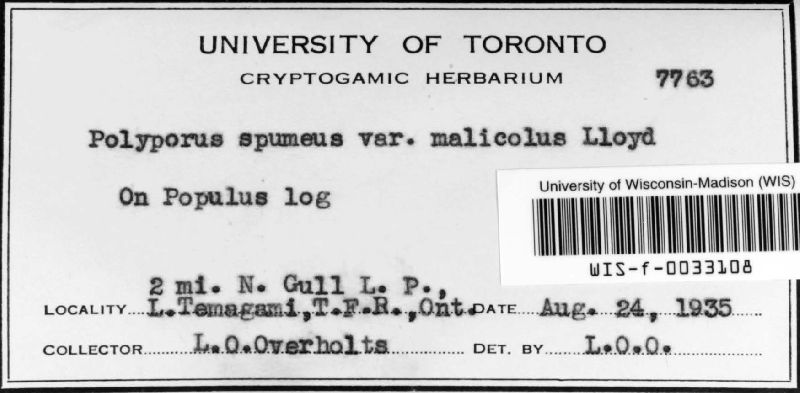 UNIVERSITY OF TORONTO
CRYPTOGAMIC HERBARIUM 7763
Polyporus spumeus var. malicolus Lloyd
On Populus log
University of Wisconsin-Madison (WIS)
WIS-f-0033108
2 mi. N. Gull L. P.,
LOCALITY L.Temagami,T.F.R.,Ont. DATE Aug. 24, 1935
COLLECTOR L.O.Overholts DET. BY L.O.O.